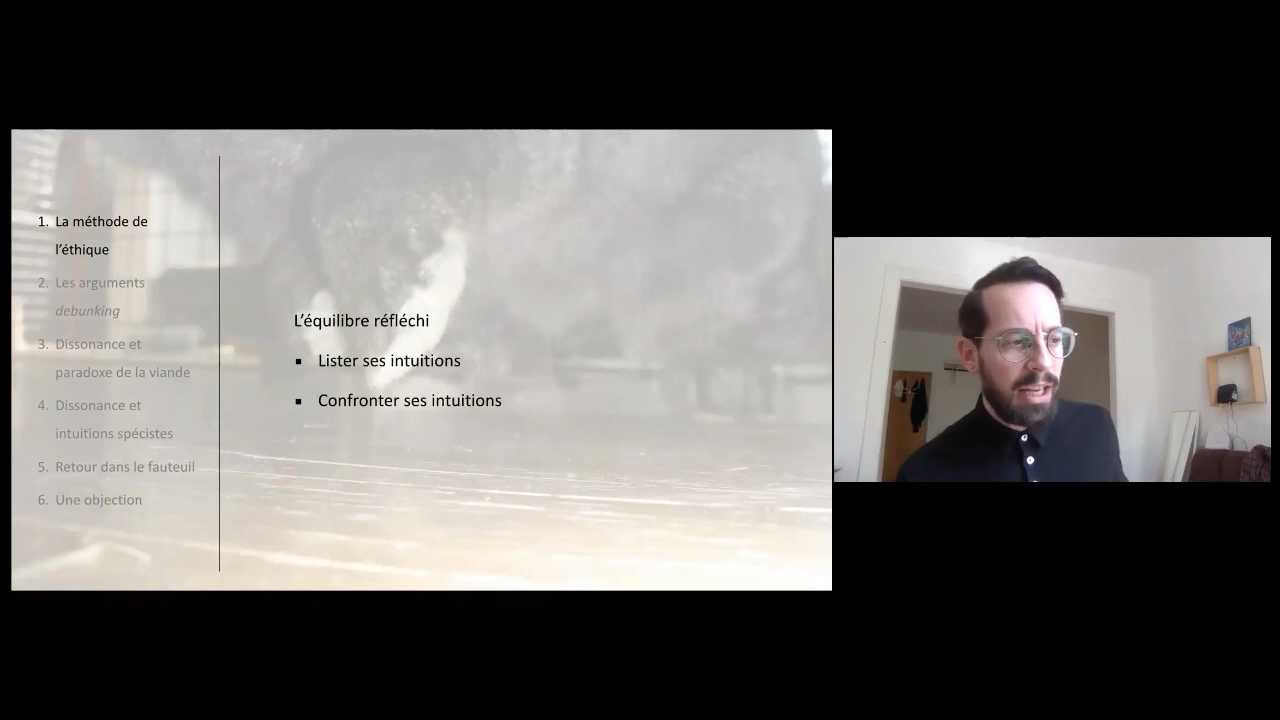 1. La méthode de
l’éthique
2. Les arguments
debunking
3. Dissonance et
paradoxe de la viande
4. Dissonance et
intuitions spécistes
5. Retour dans le fauteuil
6. Une objection
L’équilibre réfléchi
▪ Lister ses intuitions
▪ Confronter ses intuitions